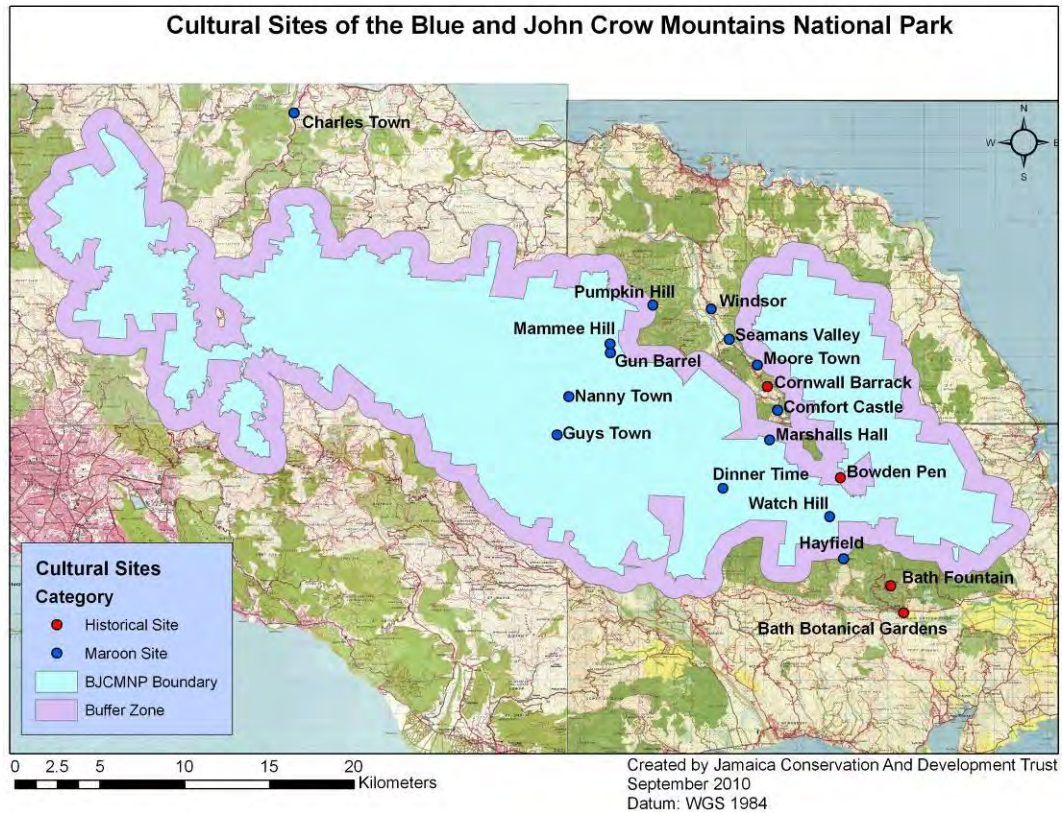 Cultural Sites of the Blue and John Crow Mountains National Park
N
W E
S
Charles Town
Pumpkin Hill
Windsor
Mammee Hill
Seamans Valley
Gun Barrel
Moore Town
Cornwall Barrack
Nanny Town
Comfort Castle
Guys Town
Marshalls Hall
Dinner Time
Bowden Pen
Watch Hill
Hayfield
Bath Fountain
Bath Botanical Gardens
Cultural Sites
Category
Historical Site
Maroon Site
BJCMNP Boundary
Buffer Zone
0 2.5 5 10 15 20
Kilometers
Created by Jamaica Conservation And Development Trust
September 2010
Datum: WGS 1984